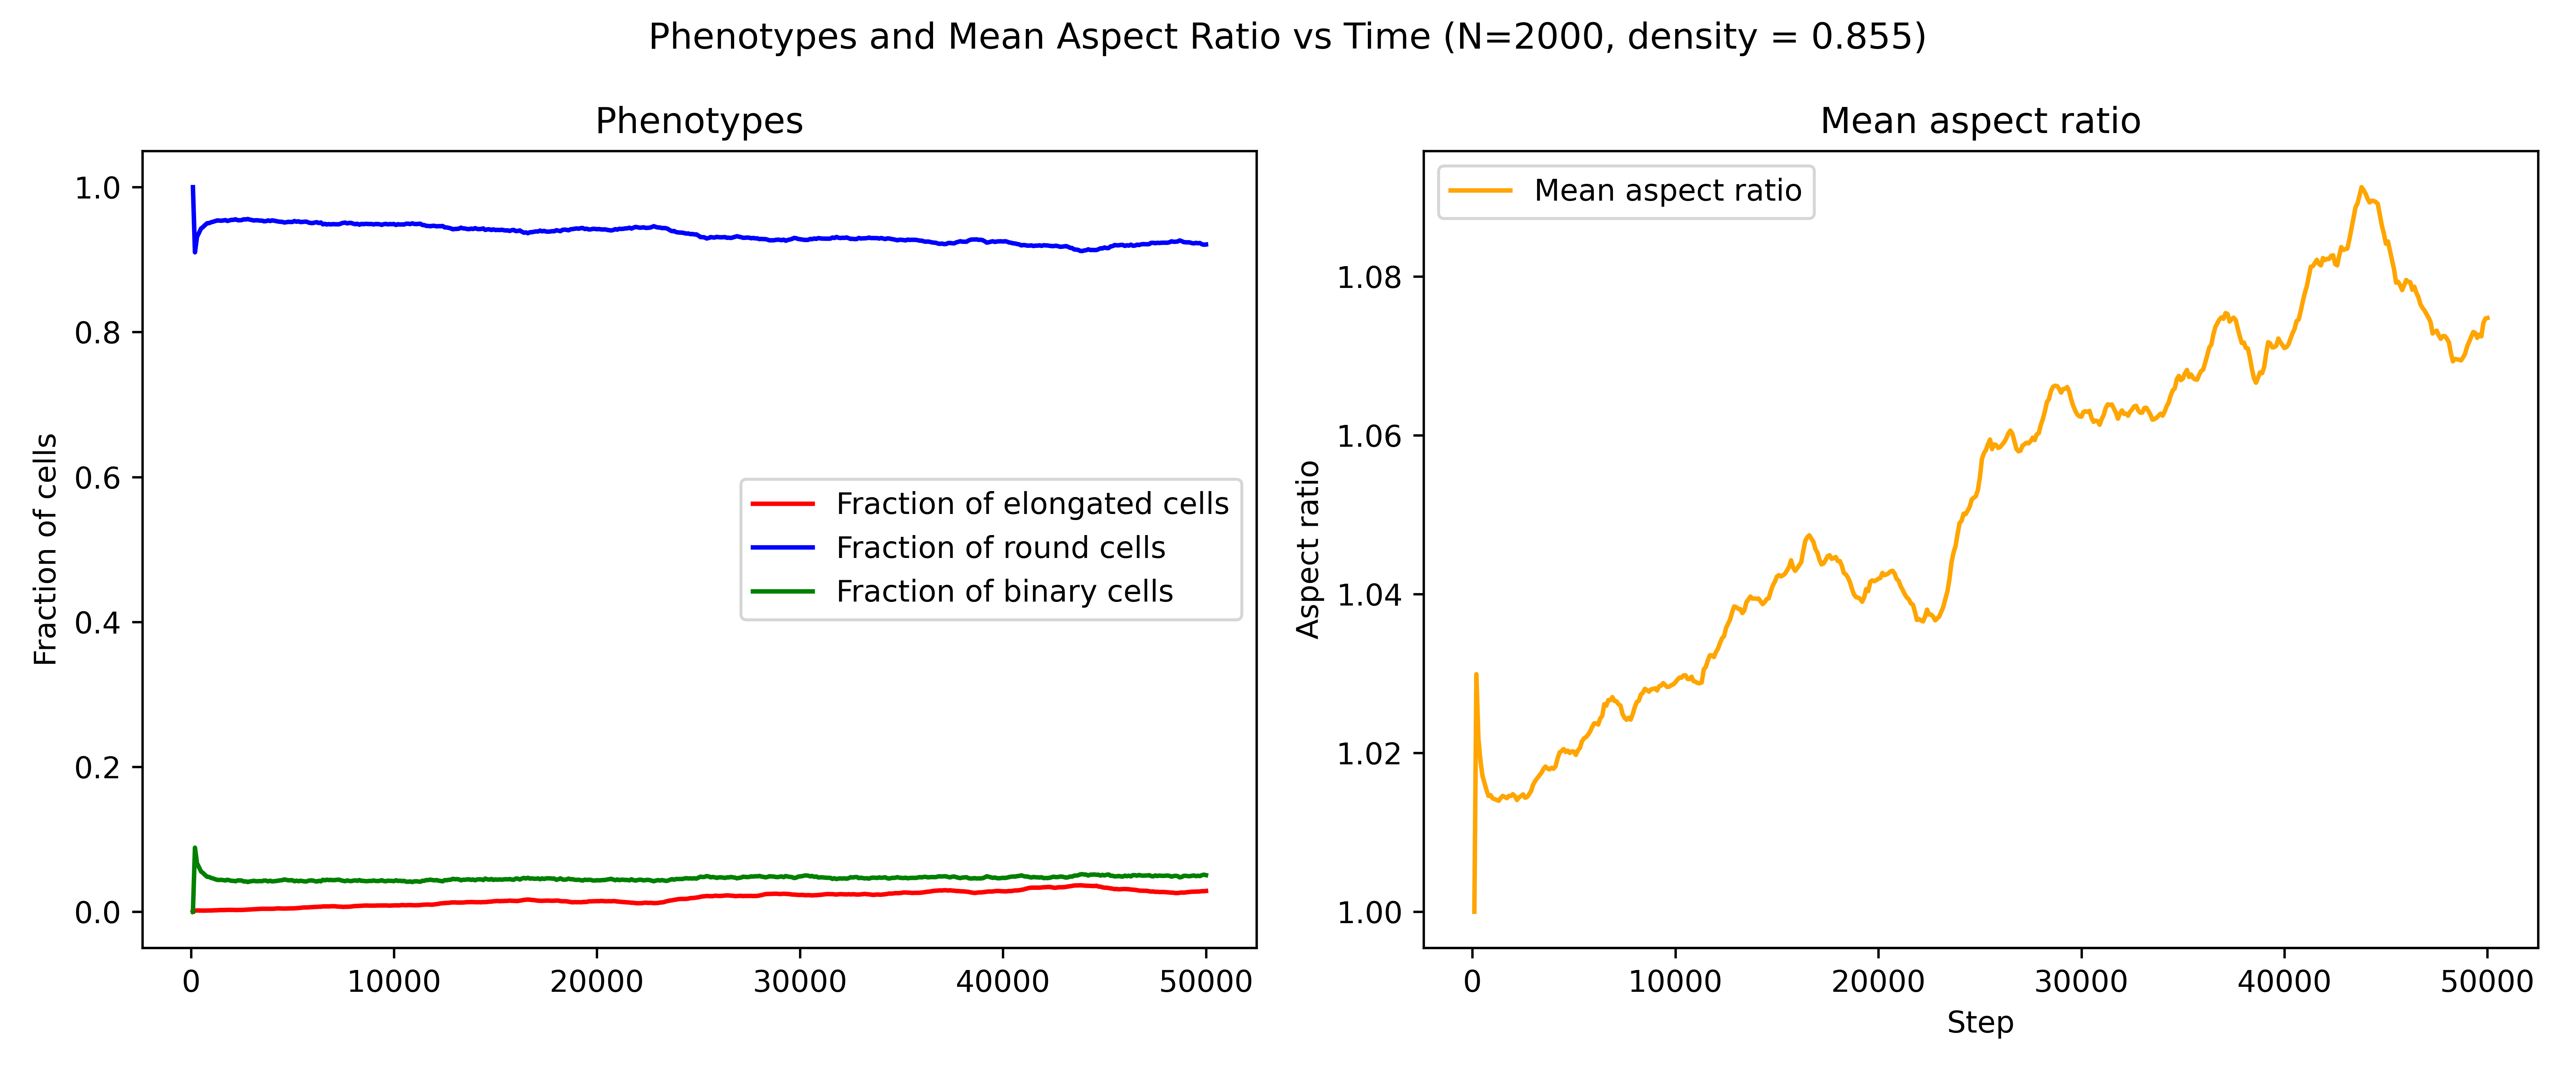 Phenotypes and Mean Aspect Ratio vs Time (N=2000, density = 0.855)
Phenotypes
Fraction of cells
1.0
0.8
0.6
0.4
0.2
0.0
Fraction of elongated cells
Fraction of round cells
Fraction of binary cells
0 10000 20000 30000 40000 50000
Mean aspect ratio
Mean aspect ratio
Aspect ratio
1.08
1.06
1.04
1.02
1.00
0 10000 20000 30000 40000 50000
Step